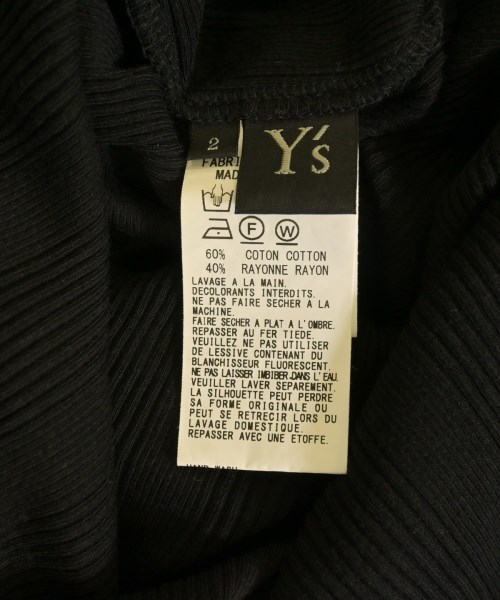 2
Y's
FABRI
MAD
F
W
60% COTON COTTON
40% RAYONNE RAYON
LAVAGE A LA MAIN.
DECOLORANTS INTERDITS.
NE PAS FAIRE SECHER A LA
MACHINE.
FAIRE SECHER A PLAT A L'OMBRE.
REPASSER AU FER TIEDE.
VEUILLEZ NE PAS UTILISER
DE LESSIVE CONTENANT DU
BLANCHISSEUR FLUORESCENT.
NE PAS LAISSER IMBIBER DANS L'EAU.
VEUILLER LAVER SEPAREMENT.
LA SILHOUETTE PEUT PERDRE
SA FORME ORIGINALE OU
PEUT SE RETRECIR LORS DU
LAVAGE DOMESTIQUE.
REPASSER AVEC UNE ETOFFE.
HAND WASH